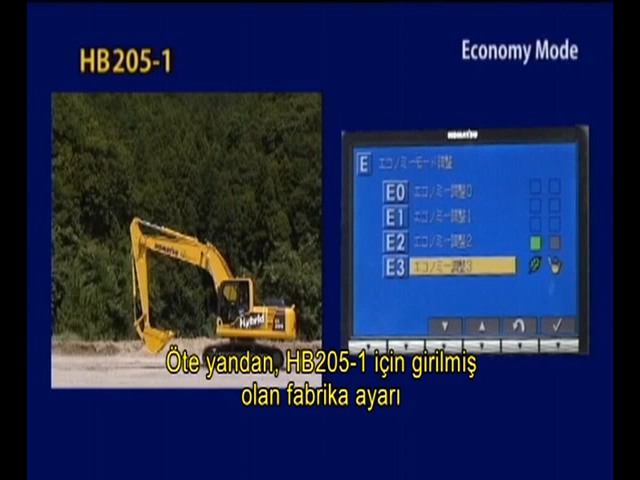 HB205-1
Economy Mode
KOMATSU
E エコノミーモード調整
E0 エコノミー調整0
E1 エコノミー調整1
E2 エコノミー調整2
E3 エコノミー調整3
KOMATSU
Hybrid
Öte yandan, HB205-1 için girilmiş
olan fabrika ayarı